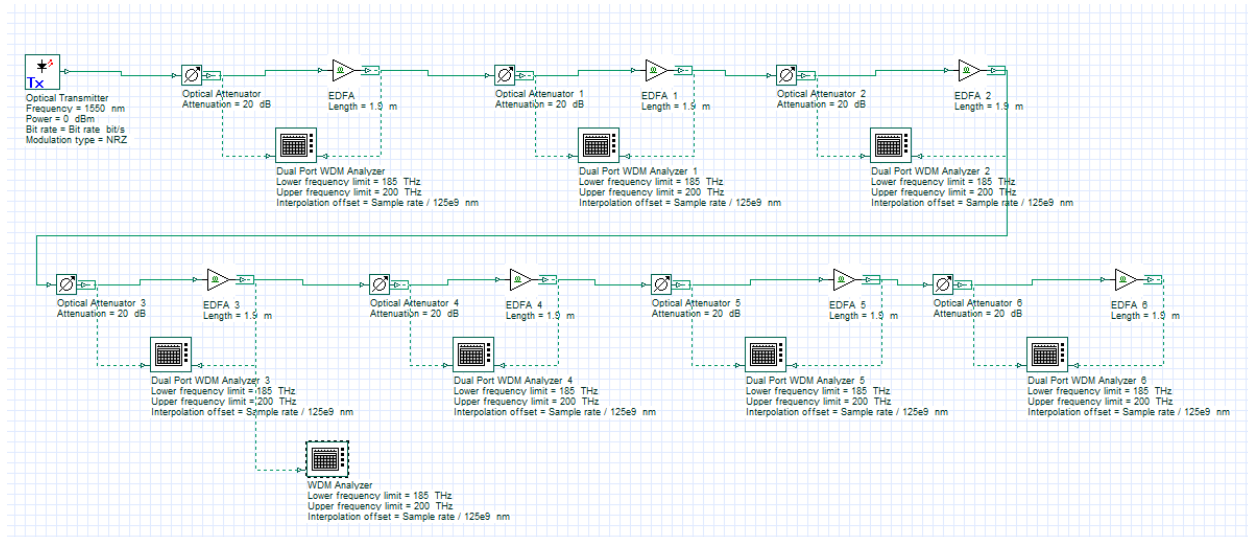 Tx
Optical Transmitter
Frequency = 1550 nm
Power = 0 dBm
Bit rate = Bit rate bit/s
Modulation type = NRZ
Optical Attenuator
Attenuation = 20 dB
EDFA
Length = 1.9 m
Optical Attenuator 1
Attenuation = 20 dB
EDFA 1
Length = 1.9 m
Optical Attenuator 2
Attenuation = 20 dB
EDFA 2
Length = 1.9 m
Dual Port WDM Analyzer
Lower frequency limit = 185 THz
Upper frequency limit = 200 THz
Interpolation offset = Sample rate / 125e9 nm
Dual Port WDM Analyzer 1
Lower frequency limit = 185 THz
Upper frequency limit = 200 THz
Interpolation offset = Sample rate / 125e9 nm
Dual Port WDM Analyzer 2
Lower frequency limit = 185 THz
Upper frequency limit = 200 THz
Interpolation offset = Sample rate / 125e9 nm
Optical Attenuator 3
Attenuation = 20 dB
EDFA 3
Length = 1.9 m
Optical Attenuator 4
Attenuation = 20 dB
EDFA 4
Length = 1.9 m
Optical Attenuator 5
Attenuation = 20 dB
EDFA 5
Length = 1.9 m
Optical Attenuator 6
Attenuation = 20 dB
EDFA 6
Length = 1.9 m
Dual Port WDM Analyzer 3
Lower frequency limit = 185 THz
Upper frequency limit = 200 THz
Interpolation offset = Sample rate / 125e9 nm
Dual Port WDM Analyzer 4
Lower frequency limit = 185 THz
Upper frequency limit = 200 THz
Interpolation offset = Sample rate / 125e9 nm
Dual Port WDM Analyzer 5
Lower frequency limit = 185 THz
Upper frequency limit = 200 THz
Interpolation offset = Sample rate / 125e9 nm
Dual Port WDM Analyzer 6
Lower frequency limit = 185 THz
Upper frequency limit = 200 THz
Interpolation offset = Sample rate / 125e9 nm
WDM Analyzer
Lower frequency limit = 185 THz
Upper frequency limit = 200 THz
Interpolation offset = Sample rate / 125e9 nm